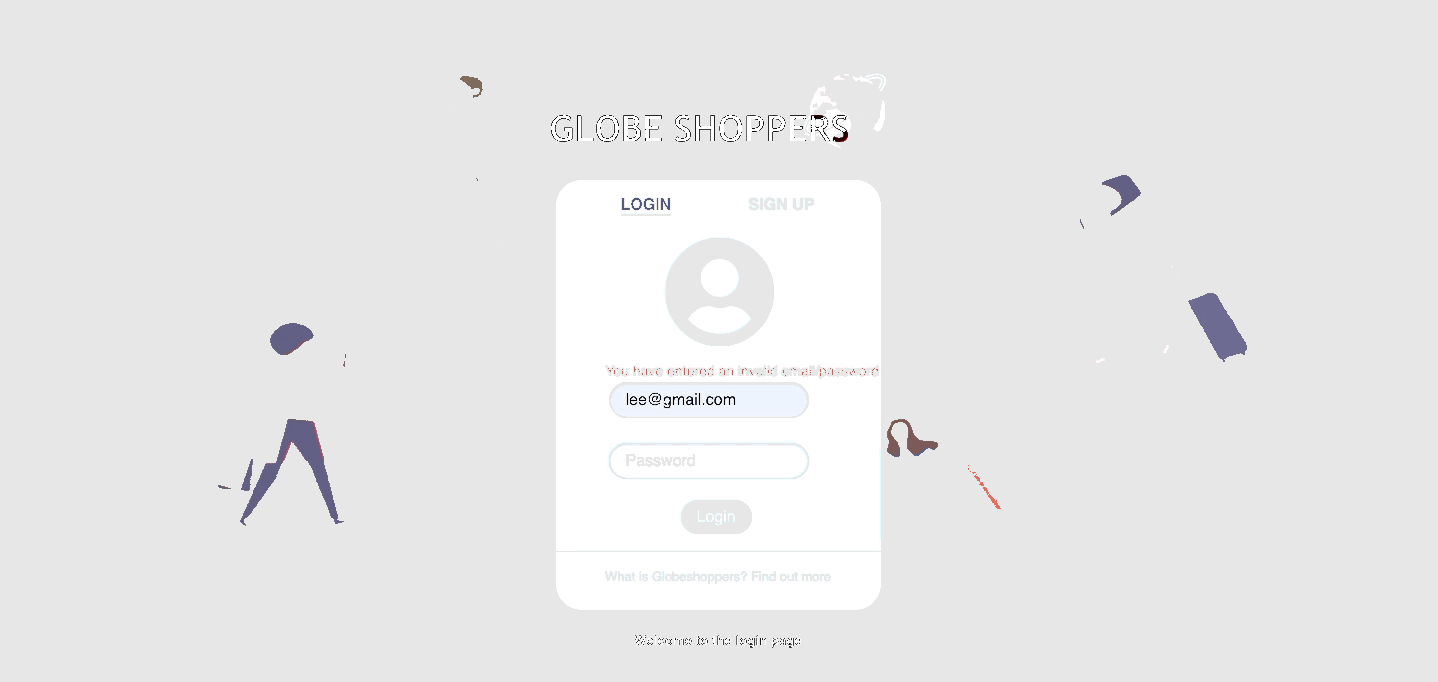 GLOBE SHOPPERS
LOGIN
SIGN UP
You have entered an invalid email/password
lee@gmail.com
Password
Login
What is Globeshoppers? Find out more
Welcome to the login page